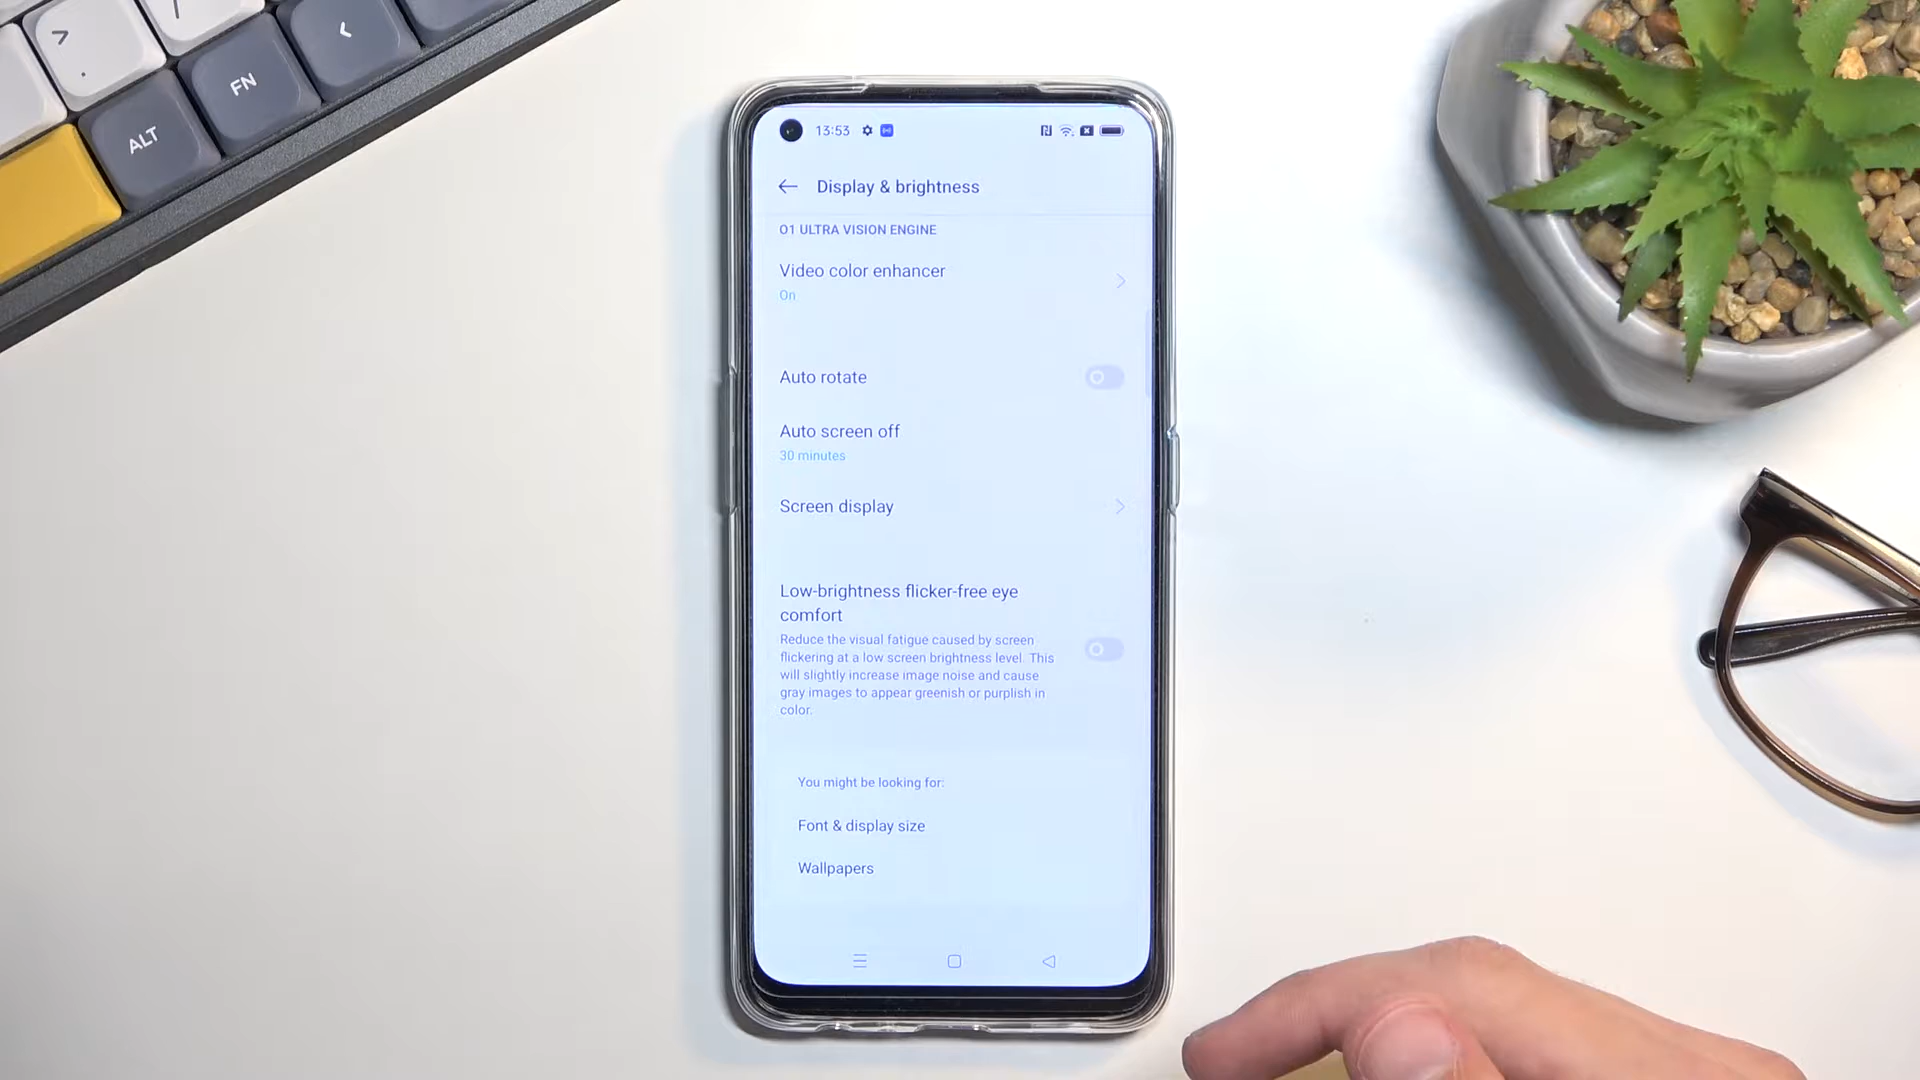 FN
ALT
13:53
Display & brightness
O1 ULTRA VISION ENGINE
Video color enhancer
On
Auto rotate
Auto screen off
30 minutes
Screen display
Low-brightness flicker-free eye
comfort
Reduce the visual fatigue caused by screen
flickering at a low screen brightness level. This
will slightly increase image noise and cause
gray images to appear greenish or purplish in
color.
You might be looking for:
Font & display size
Wallpapers